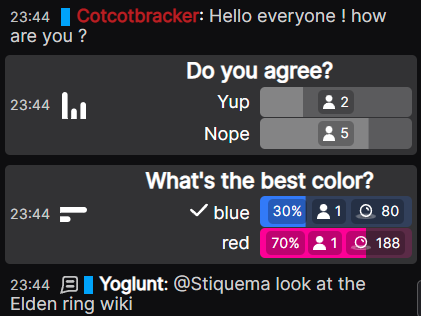 23:44 Cotcotbracker: Hello everyone ! how
are you ?
Do you agree?
23:44
Yup 2
Nope 5
What's the best color?
23:44
blue 30% 1 80
red 70% 1 188
23:44 Yoglunt: @Stiquema look at the
Elden ring wiki